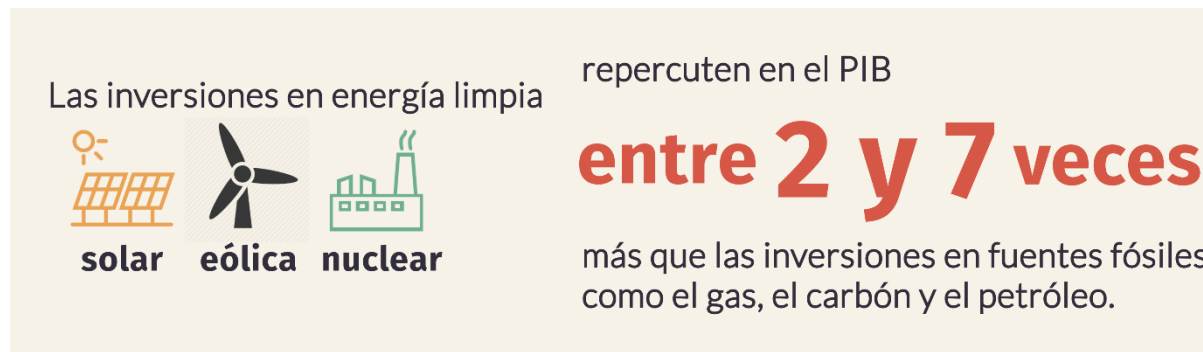 Las inversiones en energía limpia
solar eólica nuclear
repercuten en el PIB
entre 2 y 7 veces
más que las inversiones en fuentes fósiles
como el gas, el carbón y el petróleo.